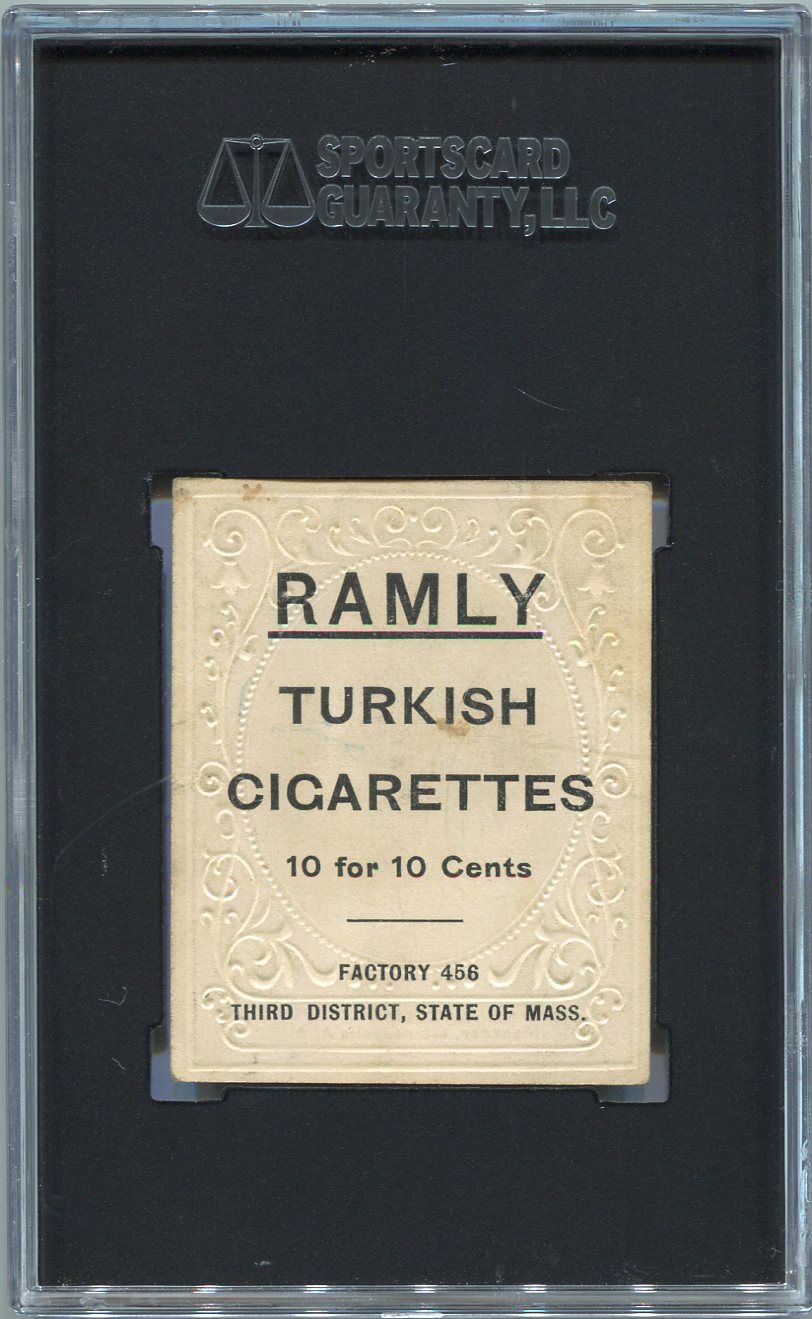 SPORTSCARD
GUARANTY, LLC
RAMLY
TURKISH
CIGARETTES
10 for 10 Cents
FACTORY 456
THIRD DISTRICT, STATE OF MASS.